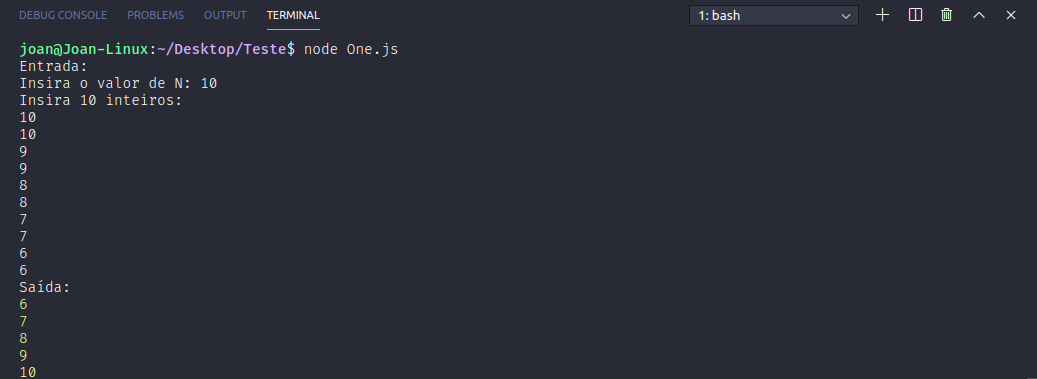 DEBUG CONSOLE PROBLEMS OUTPUT TERMINAL 1: bash
joan@Joan-Linux:~/Desktop/Teste$ node One.js
Entrada:
Insira o valor de N: 10
Insira 10 inteiros:
10
10
9
9
8
8
7
7
6
6
Saída:
6
7
8
9
10